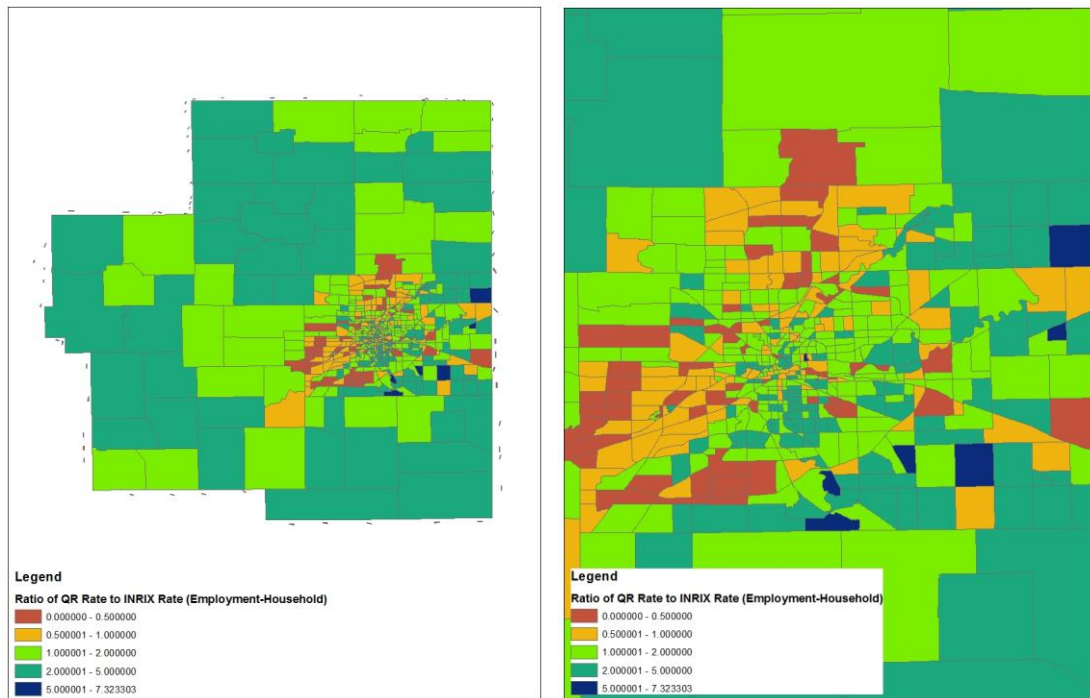 Legend
Ratio of QR Rate to INRIX Rate (Employment-Household)
0.000000 - 0.500000
0.500001 - 1.000000
1.000001 - 2.000000
2.000001 - 5.000000
5.000001 - 7.323303
Legend
Ratio of QR Rate to INRIX Rate (Employment-Household)
0.000000 - 0.500000
0.500001 - 1.000000
1.000001 - 2.000000
2.000001 - 5.000000
5.000001 - 7.323303